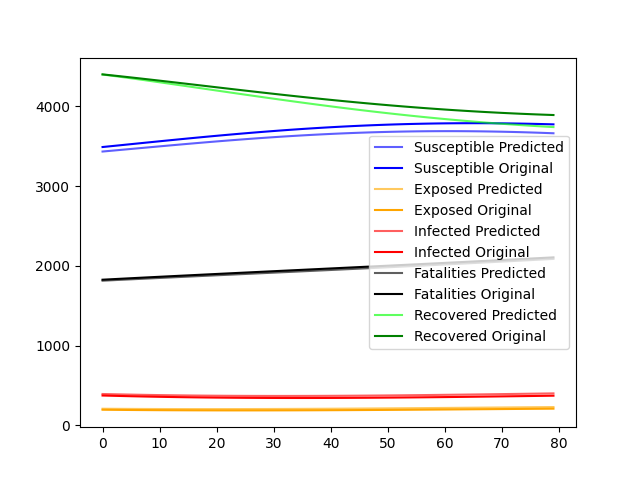 4000
3000
2000
1000
0
Susceptible Predicted
Susceptible Original
Exposed Predicted
Exposed Original
Infected Predicted
Infected Original
Fatalities Predicted
Fatalities Original
Recovered Predicted
Recovered Original
0 10 20 30 40 50 60 70 80